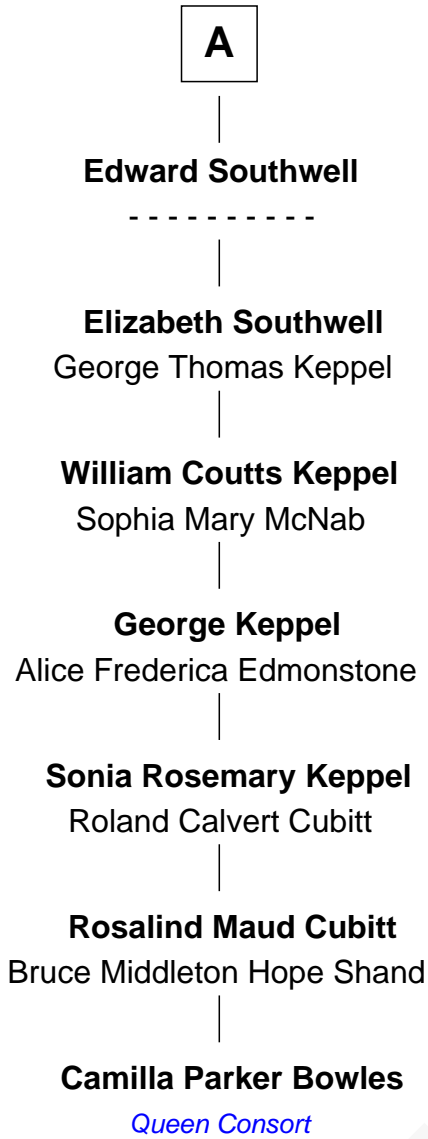 A
Edward Southwell
- - - - - - - - - -
Elizabeth Southwell
George Thomas Keppel
William Coutts Keppel
Sophia Mary McNab
George Keppel
Alice Frederica Edmonstone
Sonia Rosemary Keppel
Roland Calvert Cubitt
Rosalind Maud Cubitt
Bruce Middleton Hope Shand
Camilla Parker Bowles
Queen Consort